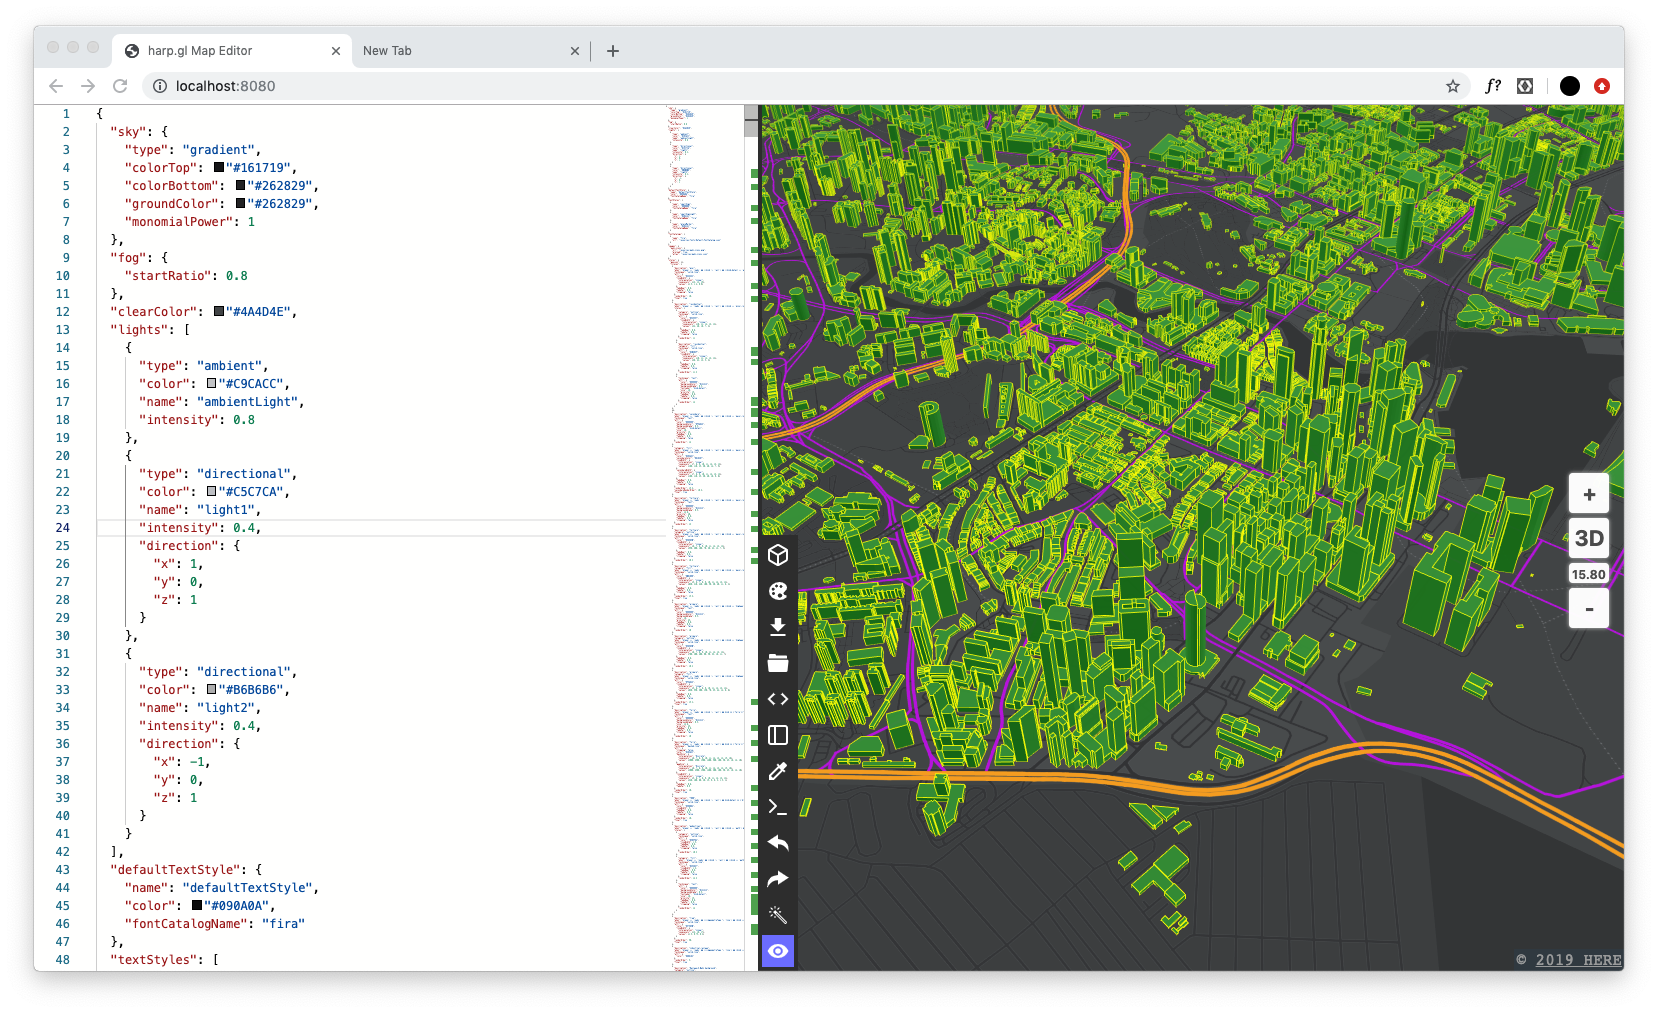 harp.gl Map Editor
New Tab
localhost:8080
f?
1 {
2 "sky": {
3 "type": "gradient",
4 "colorTop": "#161719",
5 "colorBottom": "#262829",
6 "groundColor": "#262829",
7 "monomialPower": 1
8 },
9 "fog": {
10 "startRatio": 0.8
11 },
12 "clearColor": "#4A4D4E",
13 "lights": [
14 {
15 "type": "ambient",
16 "color": "#C9CACC",
17 "name": "ambientLight",
18 "intensity": 0.8
19 },
20 {
21 "type": "directional",
22 "color": "#C5C7CA",
23 "name": "light1",
24 "intensity": 0.4,
25 "direction": {
26 "x": 1,
27 "y": 0,
28 "z": 1
29 }
30 },
31 {
32 "type": "directional",
33 "color": "#B6B6B6",
34 "name": "light2",
35 "intensity": 0.4,
36 "direction": {
37 "x": -1,
38 "y": 0,
39 "z": 1
40 }
41 }
42 ],
43 "defaultTextStyle": {
44 "name": "defaultTextStyle",
45 "color": "#090A0A",
46 "fontCatalogName": "fira"
47 },
48 "textStyles": [
+
3D
15.80
-
© 2019 HERE